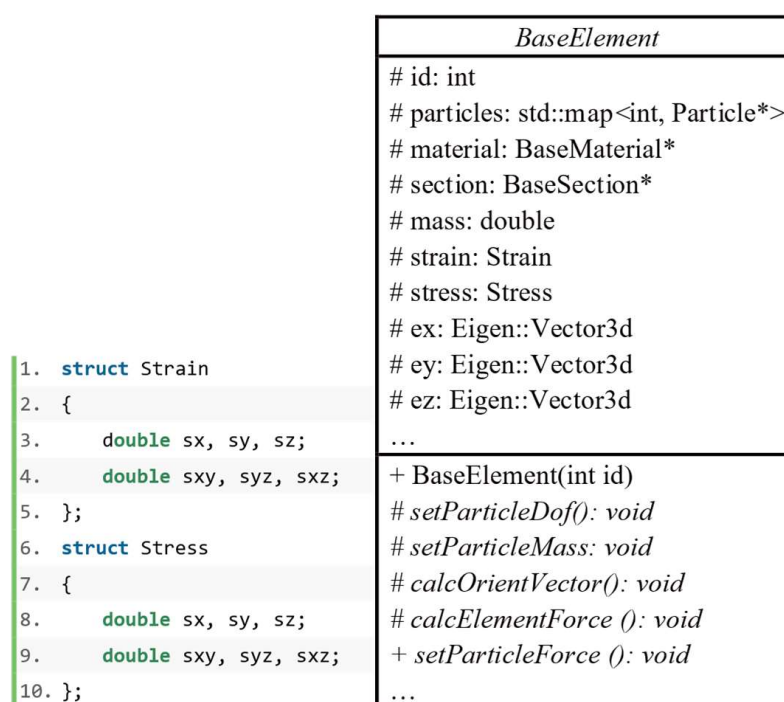 BaseElement
# id: int
# particles: std::map<int, Particle*>
# material: BaseMaterial*
# section: BaseSection*
# mass: double
# strain: Strain
# stress: Stress
# ex: Eigen::Vector3d
# ey: Eigen::Vector3d
# ez: Eigen::Vector3d
…
+ BaseElement(int id)
# setParticleDof(): void
# setParticleMass: void
# calcOrientVector(): void
# calcElementForce (): void
+ setParticleForce (): void
…
1. struct Strain
2. {
3.     double sx, sy, sz;
4.     double sxy, syz, sxz;
5. };
6. struct Stress
7. {
8.     double sx, sy, sz;
9.     double sxy, syz, sxz;
10. };